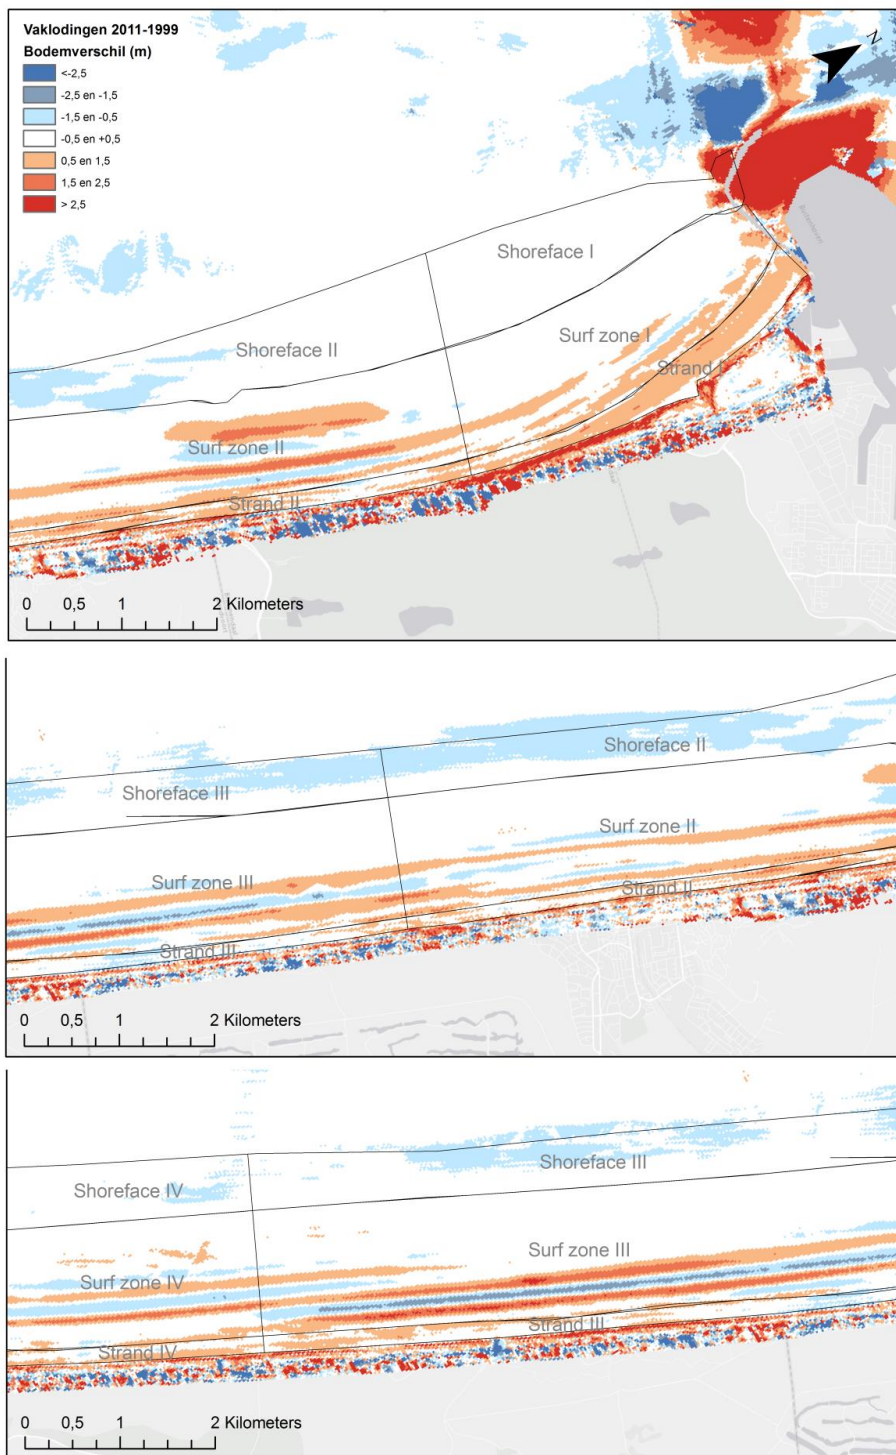 Vaklodingen 2011-1999
Bodemverschil (m)
<-2,5
-2,5 en -1,5
-1,5 en -0,5
-0,5 en +0,5
0,5 en 1,5
1,5 en 2,5
> 2,5
N
Shoreface I
Shoreface II
Surf zone I
Strand I
Surf zone II
Strand II
0 0,5 1 2 Kilometers
Shoreface II
Shoreface III
Surf zone II
Surf zone III
Strand II
Strand III
0 0,5 1 2 Kilometers
Shoreface III
Shoreface IV
Surf zone III
Surf zone IV
Strand III
Strand IV
0 0,5 1 2 Kilometers